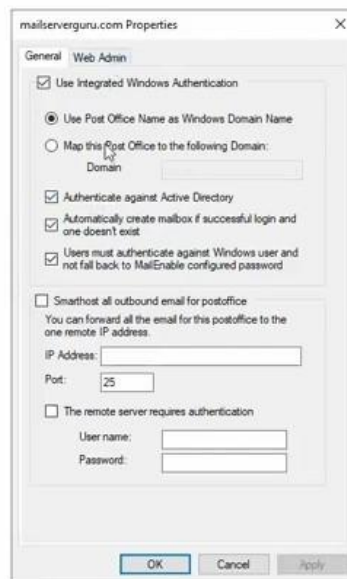 mailserverguru.com Properties
General Web Admin
Use Integrated Windows Authentication
Use Post Office Name as Windows Domain Name
Map this Post Office to the following Domain:
Domain
Authenticate against Active Directory
Automatically create mailbox if successful login and
one doesn't exist
Users must authenticate against Windows user and
not fall back to MailEnable configured password
Smarthost all outbound email for postoffice
You can forward all the email for this postoffice to the
one remote IP address.
IP Address:
Port: 25
The remote server requires authentication
User name:
Password:
OK Cancel Apply